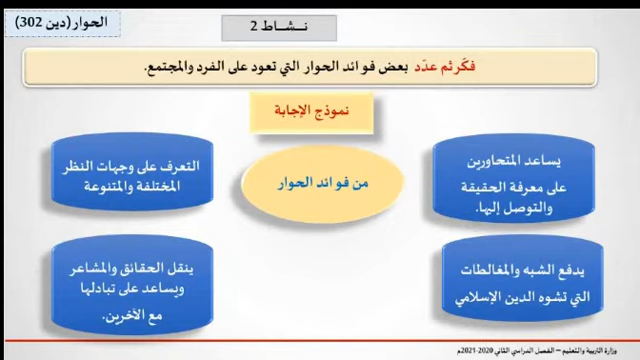 الحوار(دين 302)
نــشــاط 2
فكّر ثم عدّد بعض فوائد الحوار التي تعود على الفرد والمجتمع.
نموذج الإجابة
من فوائد الحوار
يساعد المتحاورين
على معرفة الحقيقة
والتوصل إليها.
التعرف على وجهات النظر
المختلفة والمتنوعة
يدفع الشبه والمغالطات
التي تشوه الدين الإسلامي
ينقل الحقائق والمشاعر
ويساعد على تبادلها
مع الآخرين.
وزارة التربية والتعليم – الفصل الدراسي الثاني 2020-2021م